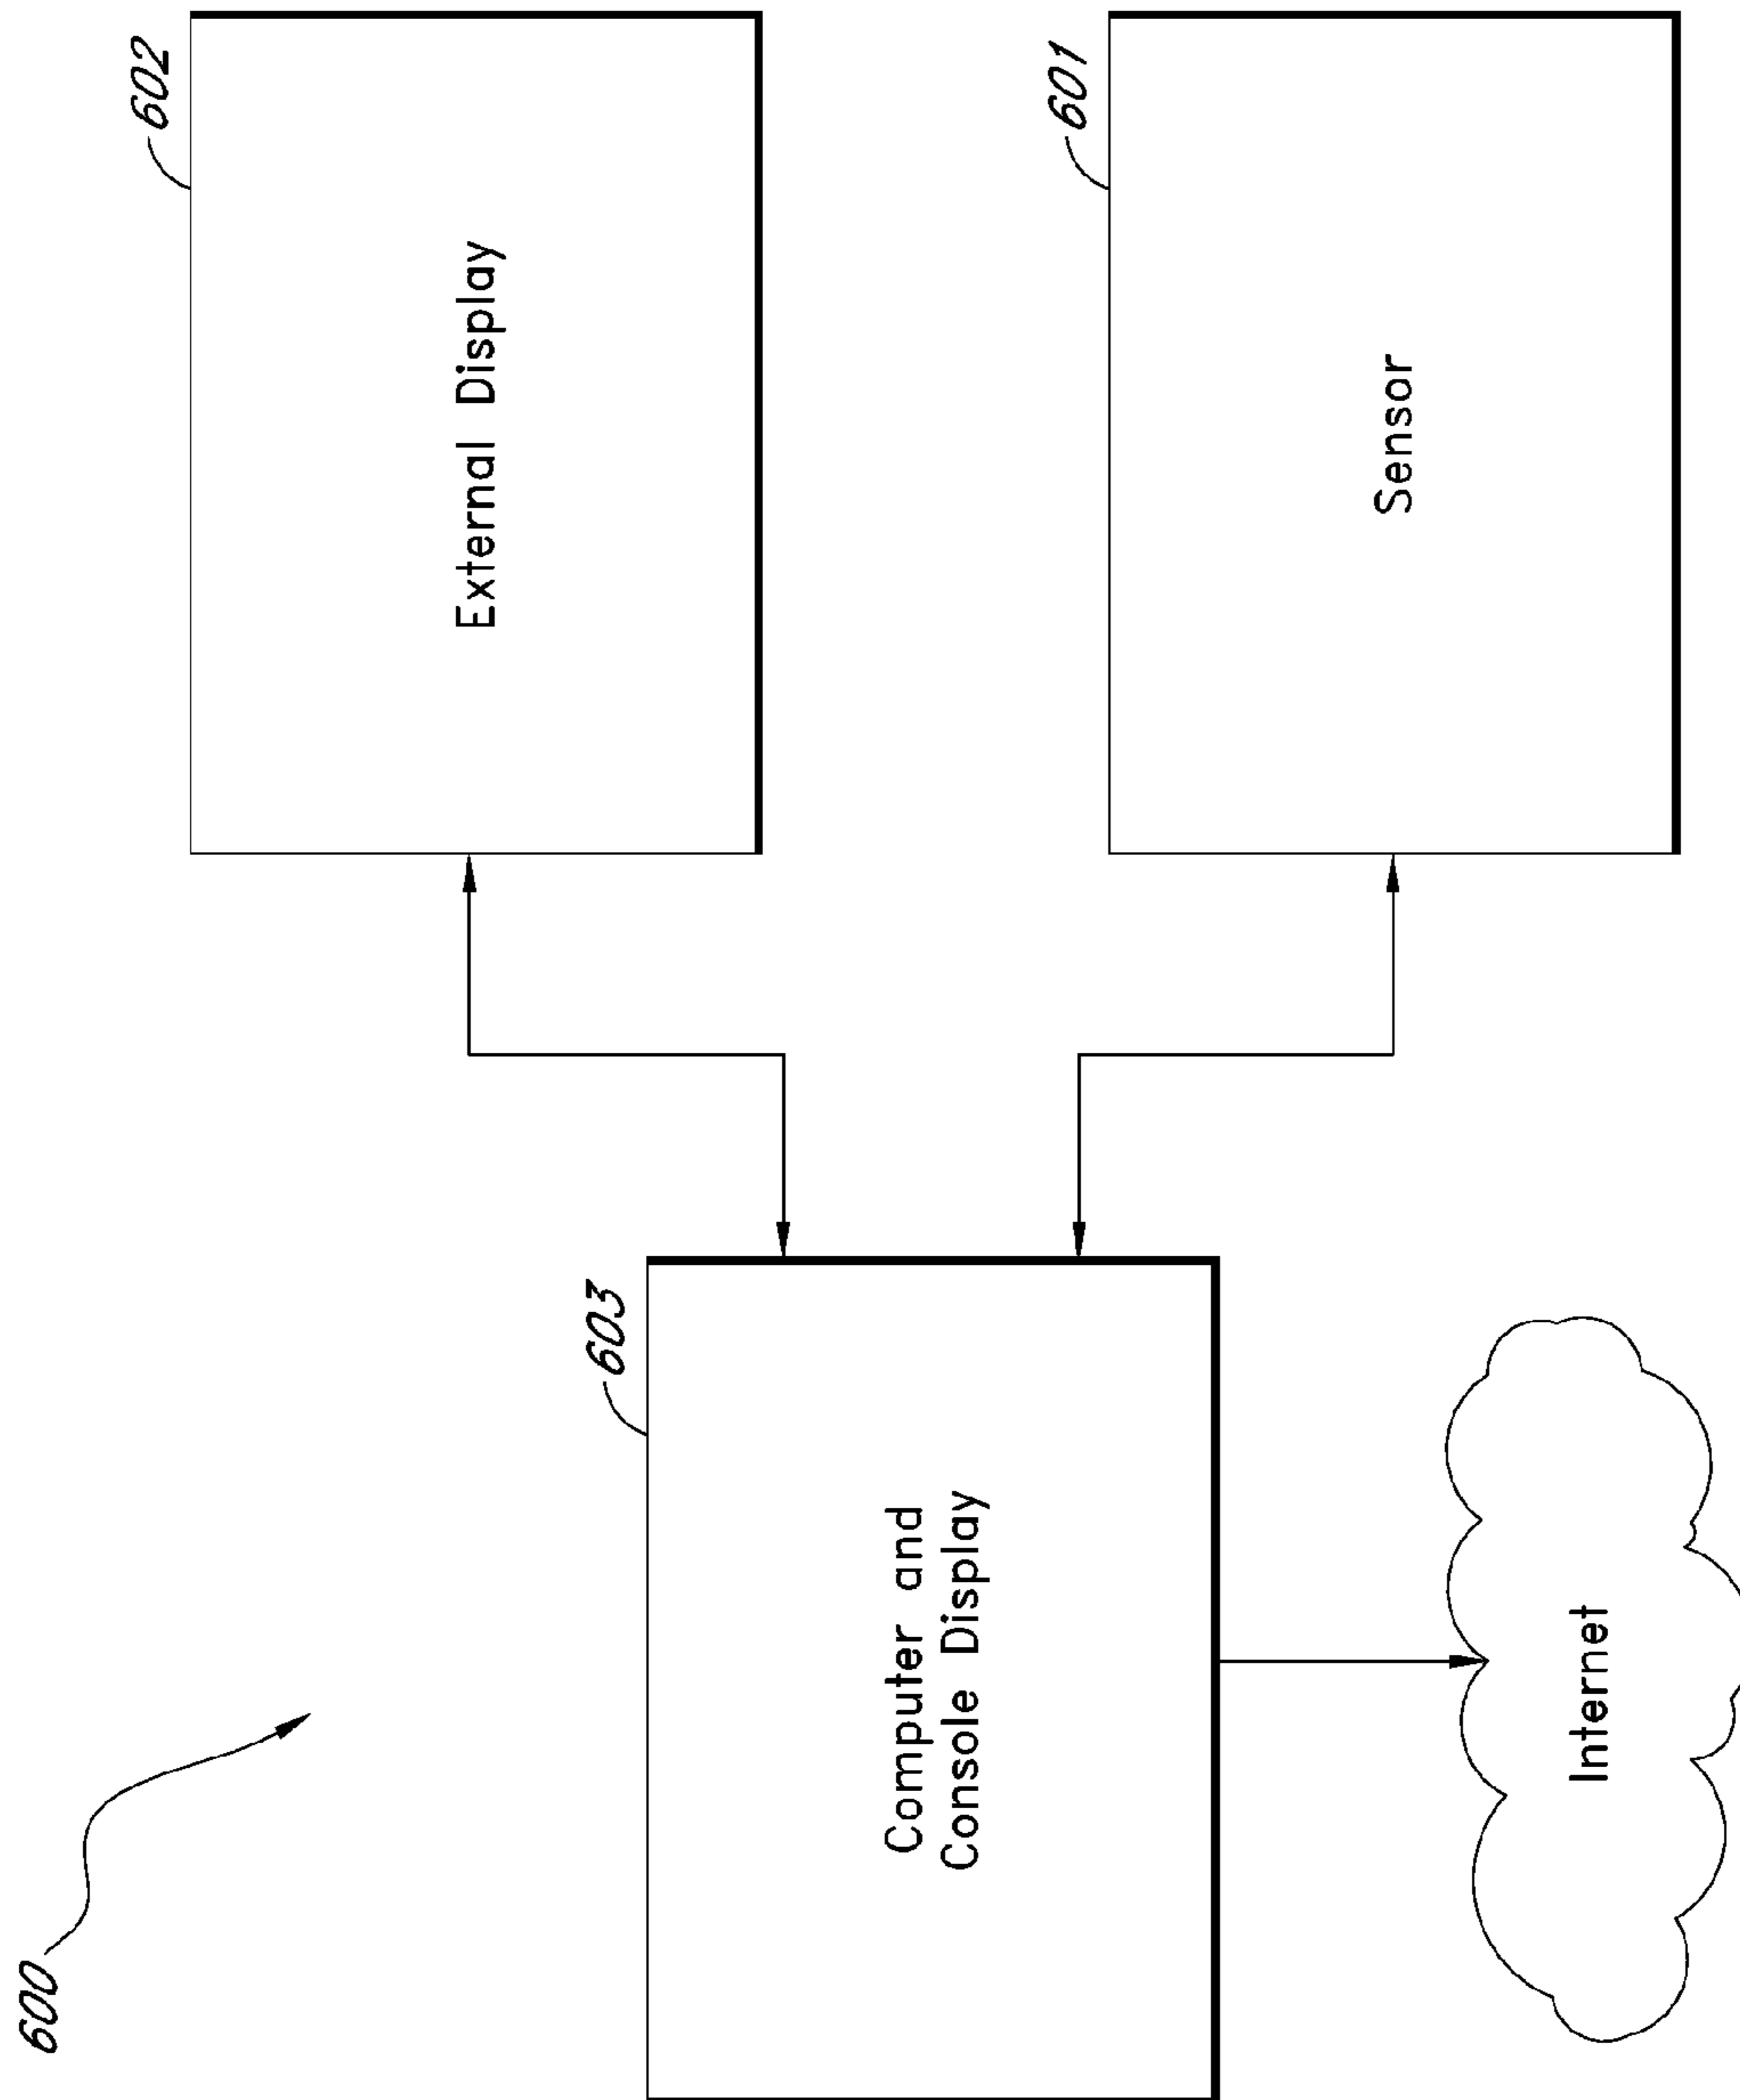 600
602
External Display
601
Sensor
603
Computer and
Console Display
Internet